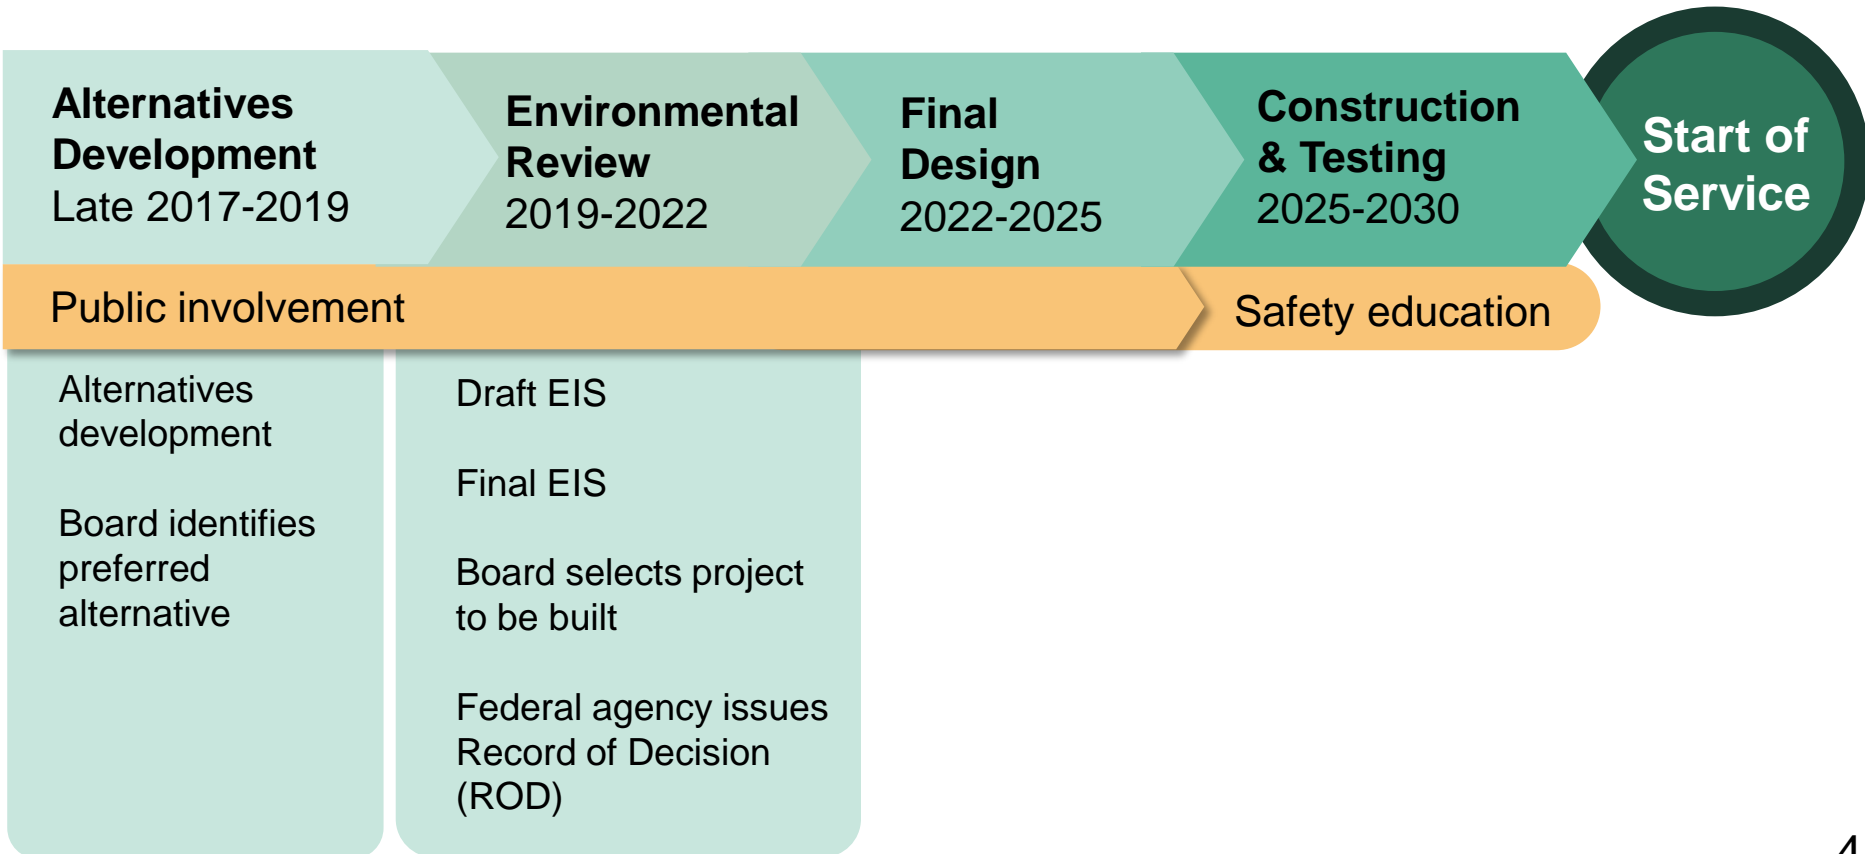 Alternatives
Development
Late 2017-2019
Environmental
Review
2019-2022
Final
Design
2022-2025
Construction
& Testing
2025-2030
Start of
Service
Public involvement
Safety education
Alternatives
development
Board identifies
preferred
alternative
Draft EIS
Final EIS
Board selects project
to be built
Federal agency issues
Record of Decision
(ROD)
4